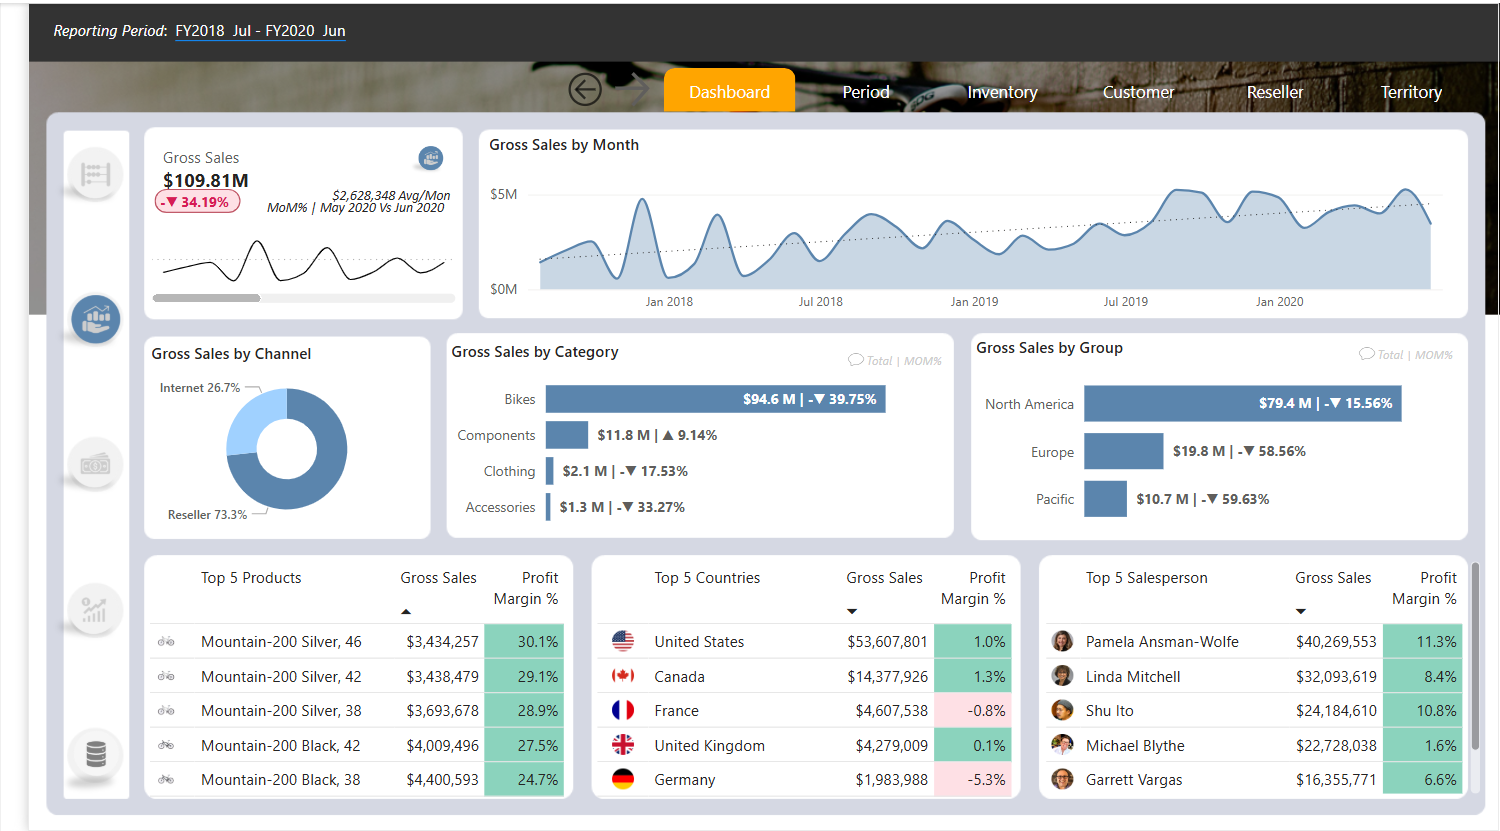 Reporting Period: FY2018 Jul - FY2020 Jun
Dashboard
Period
Inventory
Customer
Reseller
Territory
Gross Sales
$109.81M
-▼ 34.19%
$2,628,348 Avg/Mon
MoM% | May 2020 Vs Jun 2020
Gross Sales by Month
$5M
$0M
Jan 2018
Jul 2018
Jan 2019
Jul 2019
Jan 2020
Gross Sales by Channel
Internet 26.7%
Reseller 73.3%
Gross Sales by Category
Total | MOM%
Bikes $94.6 M | -▼ 39.75%
Components $11.8 M | ▲ 9.14%
Clothing $2.1 M | -▼ 17.53%
Accessories $1.3 M | -▼ 33.27%
Gross Sales by Group
Total | MOM%
North America $79.4 M | -▼ 15.56%
Europe $19.8 M | -▼ 58.56%
Pacific $10.7 M | -▼ 59.63%
Top 5 Products Gross Sales Profit
Margin %
Mountain-200 Silver, 46 $3,434,257 30.1%
Mountain-200 Silver, 42 $3,438,479 29.1%
Mountain-200 Silver, 38 $3,693,678 28.9%
Mountain-200 Black, 42 $4,009,496 27.5%
Mountain-200 Black, 38 $4,400,593 24.7%
Top 5 Countries Gross Sales Profit
Margin %
United States $53,607,801 1.0%
Canada $14,377,926 1.3%
France $4,607,538 -0.8%
United Kingdom $4,279,009 0.1%
Germany $1,983,988 -5.3%
Top 5 Salesperson Gross Sales Profit
Margin %
Pamela Ansman-Wolfe $40,269,553 11.3%
Linda Mitchell $32,093,619 8.4%
Shu Ito $24,184,610 10.8%
Michael Blythe $22,728,038 1.6%
Garrett Vargas $16,355,771 6.6%